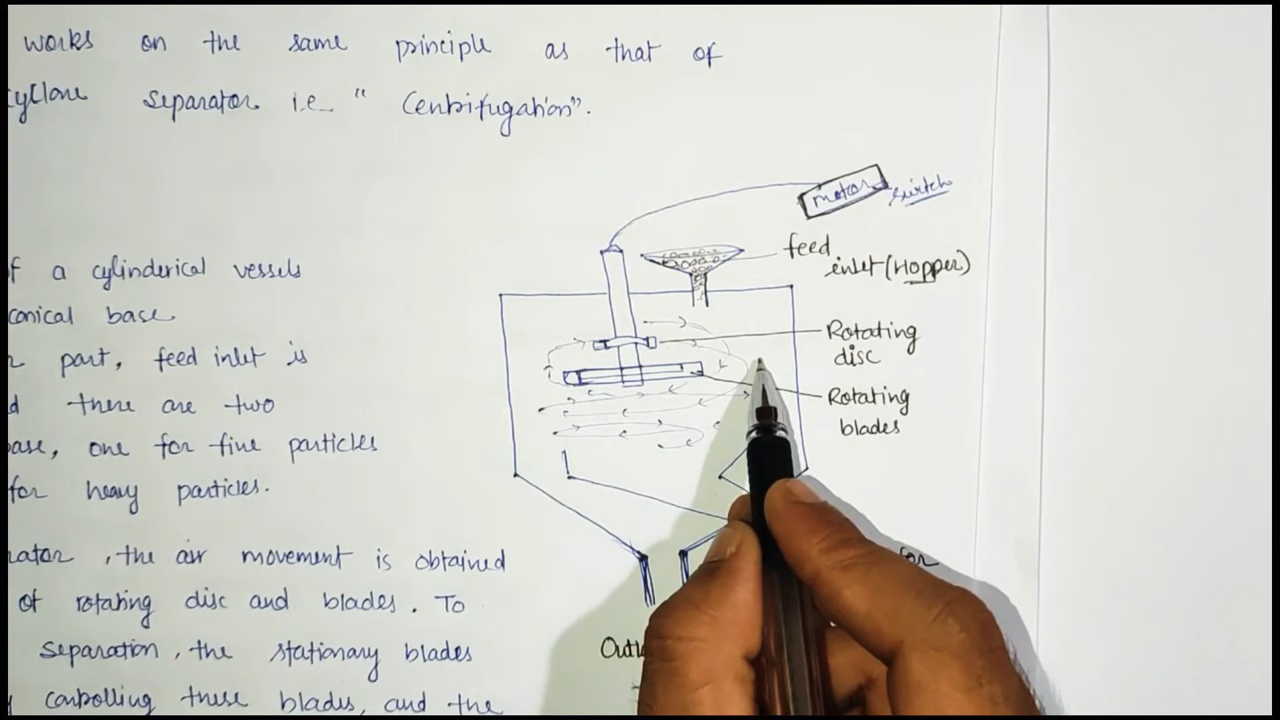 works on the same principle as that of
cyclone separator i.e. " Centrifugation".
motor
switch
feed
inlet (Hopper)
of a cylinderical vessels
conical base
part, feed inlet is
Rotating
disc
there are two
Rotating
blades
base, one for fine particles
for heavy particles.
, the air movement is obtained
for
of rotating disc and blades. To
separation, the stationary blades
controlling these blades, and the